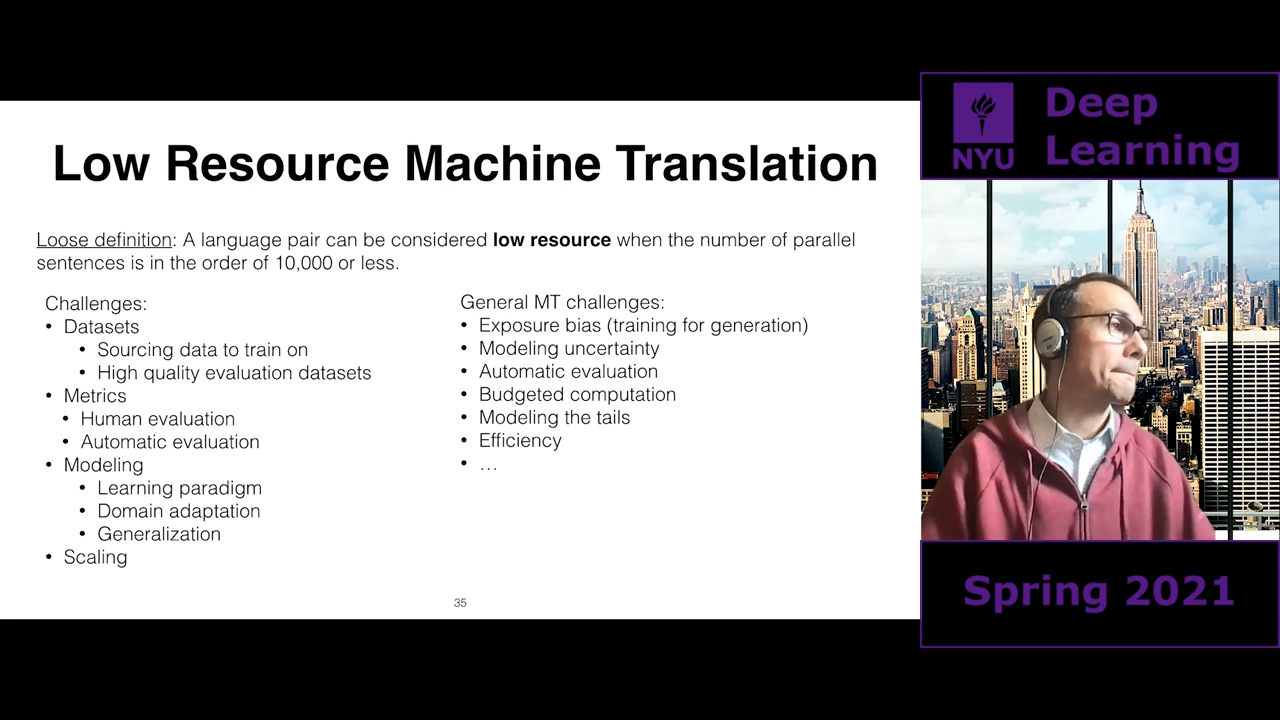 Low Resource Machine Translation
Loose definition: A language pair can be considered low resource when the number of parallel
sentences is in the order of 10,000 or less.
Challenges:
• Datasets
• Sourcing data to train on
• High quality evaluation datasets
• Metrics
• Human evaluation
• Automatic evaluation
• Modeling
• Learning paradigm
• Domain adaptation
• Generalization
• Scaling
General MT challenges:
• Exposure bias (training for generation)
• Modeling uncertainty
• Automatic evaluation
• Budgeted computation
• Modeling the tails
• Efficiency
• …
35
NYU
Deep
Learning
Spring 2021